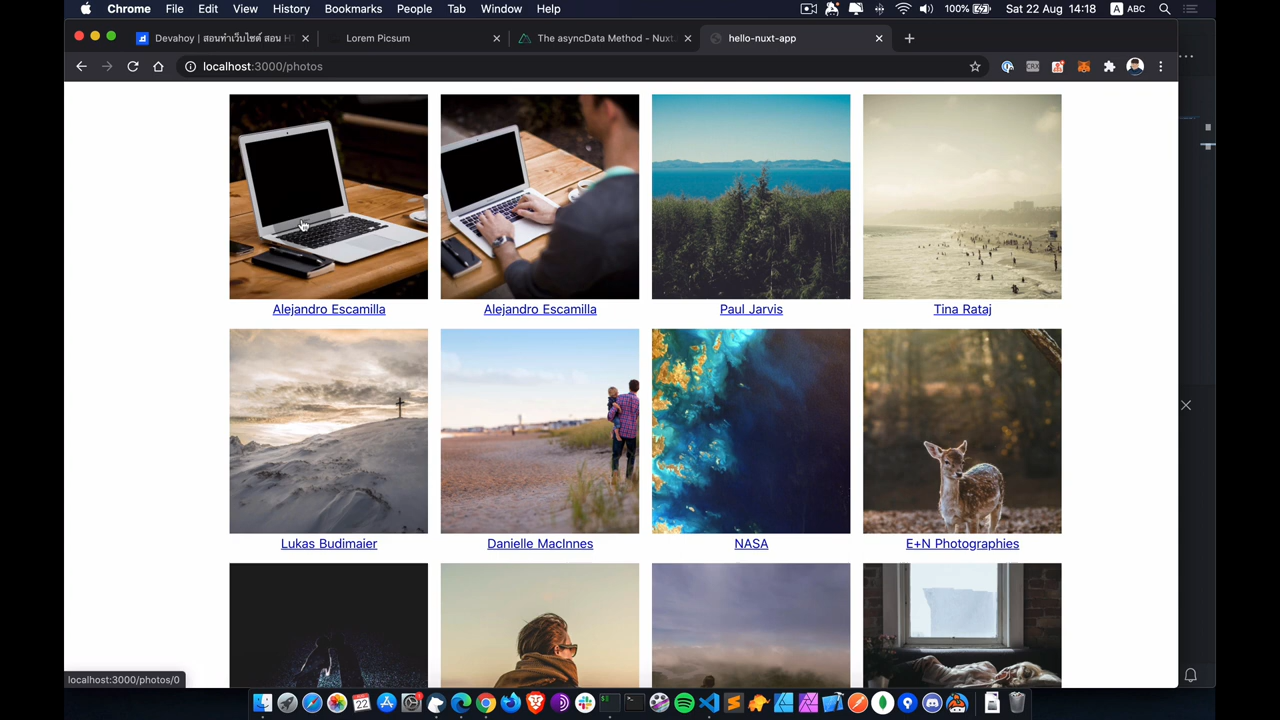 Chrome File Edit View History Bookmarks People Tab Window Help 100% Sat 22 Aug 14:18 A ABC
Devahoy | สอนทำเว็บไซต์ สอน HT
Lorem Picsum
The asyncData Method - NuxtJ
hello-nuxt-app
localhost:3000/photos
Alejandro Escamilla
Alejandro Escamilla
Paul Jarvis
Tina Rataj
Lukas Budimaier
Danielle MacInnes
NASA
E+N Photographies
localhost:3000/photos/0